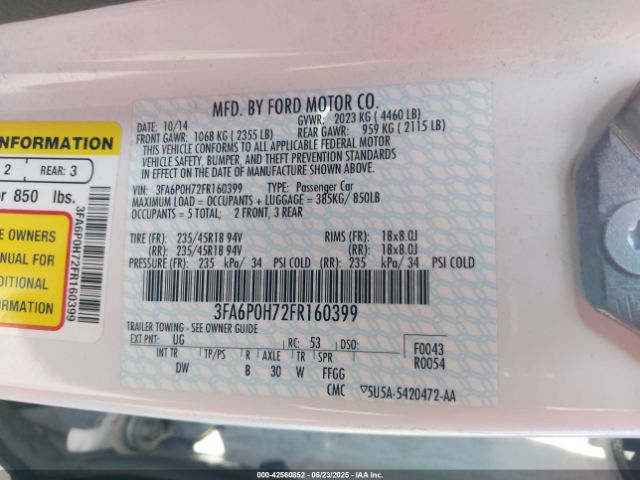 MFD. BY FORD MOTOR CO.
DATE: 10/14 GVWR: 2023 KG ( 4460 LB)
FRONT GAWR: 1068 KG ( 2355 LB) REAR GAWR: 959 KG ( 2115 LB)
THIS VEHICLE CONFORMS TO ALL APPLICABLE FEDERAL MOTOR
VEHICLE SAFETY, BUMPER, AND THEFT PREVENTION STANDARDS
IN EFFECT ON THE DATE OF MANUFACTURE SHOWN ABOVE.
VIN: 3FA6P0H72FR160399 TYPE: Passenger Car
MAXIMUM LOAD = OCCUPANTS + LUGGAGE = 385KG/ 850LB
OCCUPANTS = 5 TOTAL; 2 FRONT, 3 REAR
TIRE (FR): 235/45R18 94V RIMS (FR): 18x8.0J
(RR): 235/45R18 94V (RR): 18x8.0J
PRESSURE (FR): 235 kPa/ 34 PSI COLD (RR): 235 kPa/ 34 PSI COLD
3FA6P0H72FR160399
TRAILER TOWING - SEE OWNER GUIDE
EXT PNT: UG RC: 53 DSO: F0043
INT TR TP/PS R AXLE TR SPR R0054
DW B 30 W FFGG
CMC ▽5U5A-5420472-AA
INFORMATION
2 REAR: 3
or 850 lbs.
E OWNERS
ANUAL FOR
DDITIONAL
ORMATION
3FA6P0H72FR160399
000-42560852 - 06/23/2025 - IAA Inc.